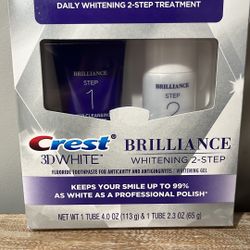 DAILY WHITENING 2-STEP TREATMENT
BRILLIANCE
STEP
1
BRILLIANCE
STEP
2
Crest
3DWHITE™
BRILLIANCE
WHITENING 2-STEP
FLUORIDE TOOTHPASTE FOR ANTICAVITY AND ANTIGINGIVITIS / WHITENING GEL
KEEPS YOUR SMILE UP TO 99%
AS WHITE AS A PROFESSIONAL POLISH*
NET WT 1 TUBE 4.0 OZ (113 g) & 1 TUBE 2.3 OZ (65 g)